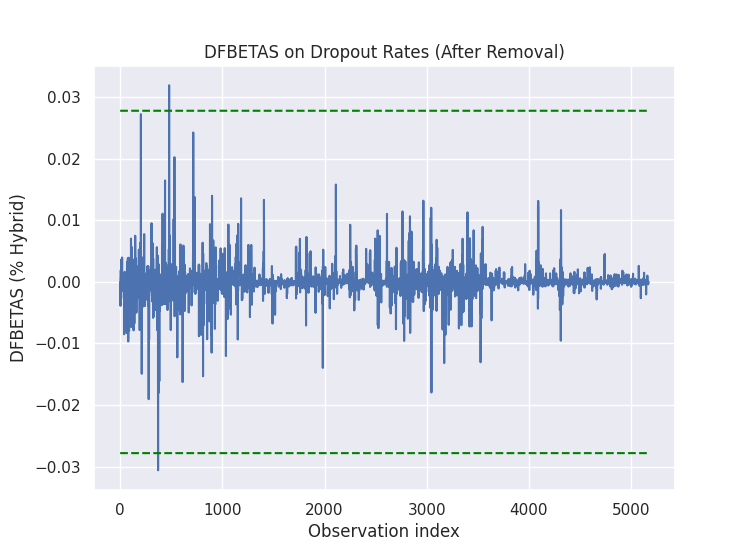 DFBETAS on Dropout Rates (After Removal)
DFBETAS (% Hybrid)
0.03
0.02
0.01
0.00
−0.01
−0.02
−0.03
0 1000 2000 3000 4000 5000
Observation index